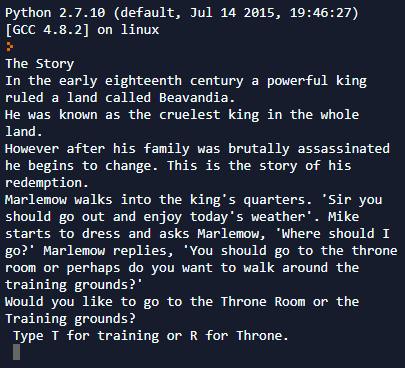 Python 2.7.10 (default, Jul 14 2015, 19:46:27)
[GCC 4.8.2] on linux
The Story
In the early eighteenth century a powerful king
ruled a land called Beavandia.
He was known as the cruelest king in the whole
land.
However after his family was brutally assassinated
he begins to change. This is the story of his
redemption.
Marlemow walks into the king's quarters. 'Sir you
should go out and enjoy today's weather'. Mike
starts to dress and asks Marlemow, 'Where should I
go?' Marlemow replies, 'You should go to the throne
room or perhaps do you want to walk around the
training grounds?'
Would you like to go to the Throne Room or the
Training grounds?
Type T for training or R for Throne.